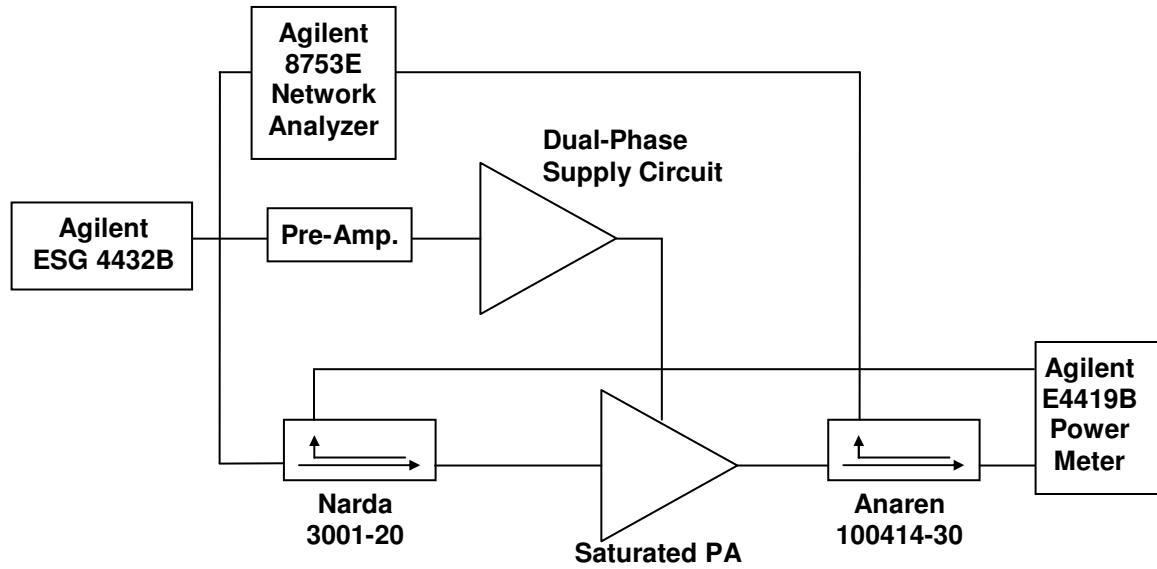 Agilent
8753E
Network
Analyzer
Dual-Phase
Supply Circuit
Agilent
ESG 4432B
Pre-Amp.
Agilent
E4419B
Power
Meter
Narda
3001-20
Saturated PA
Anaren
100414-30